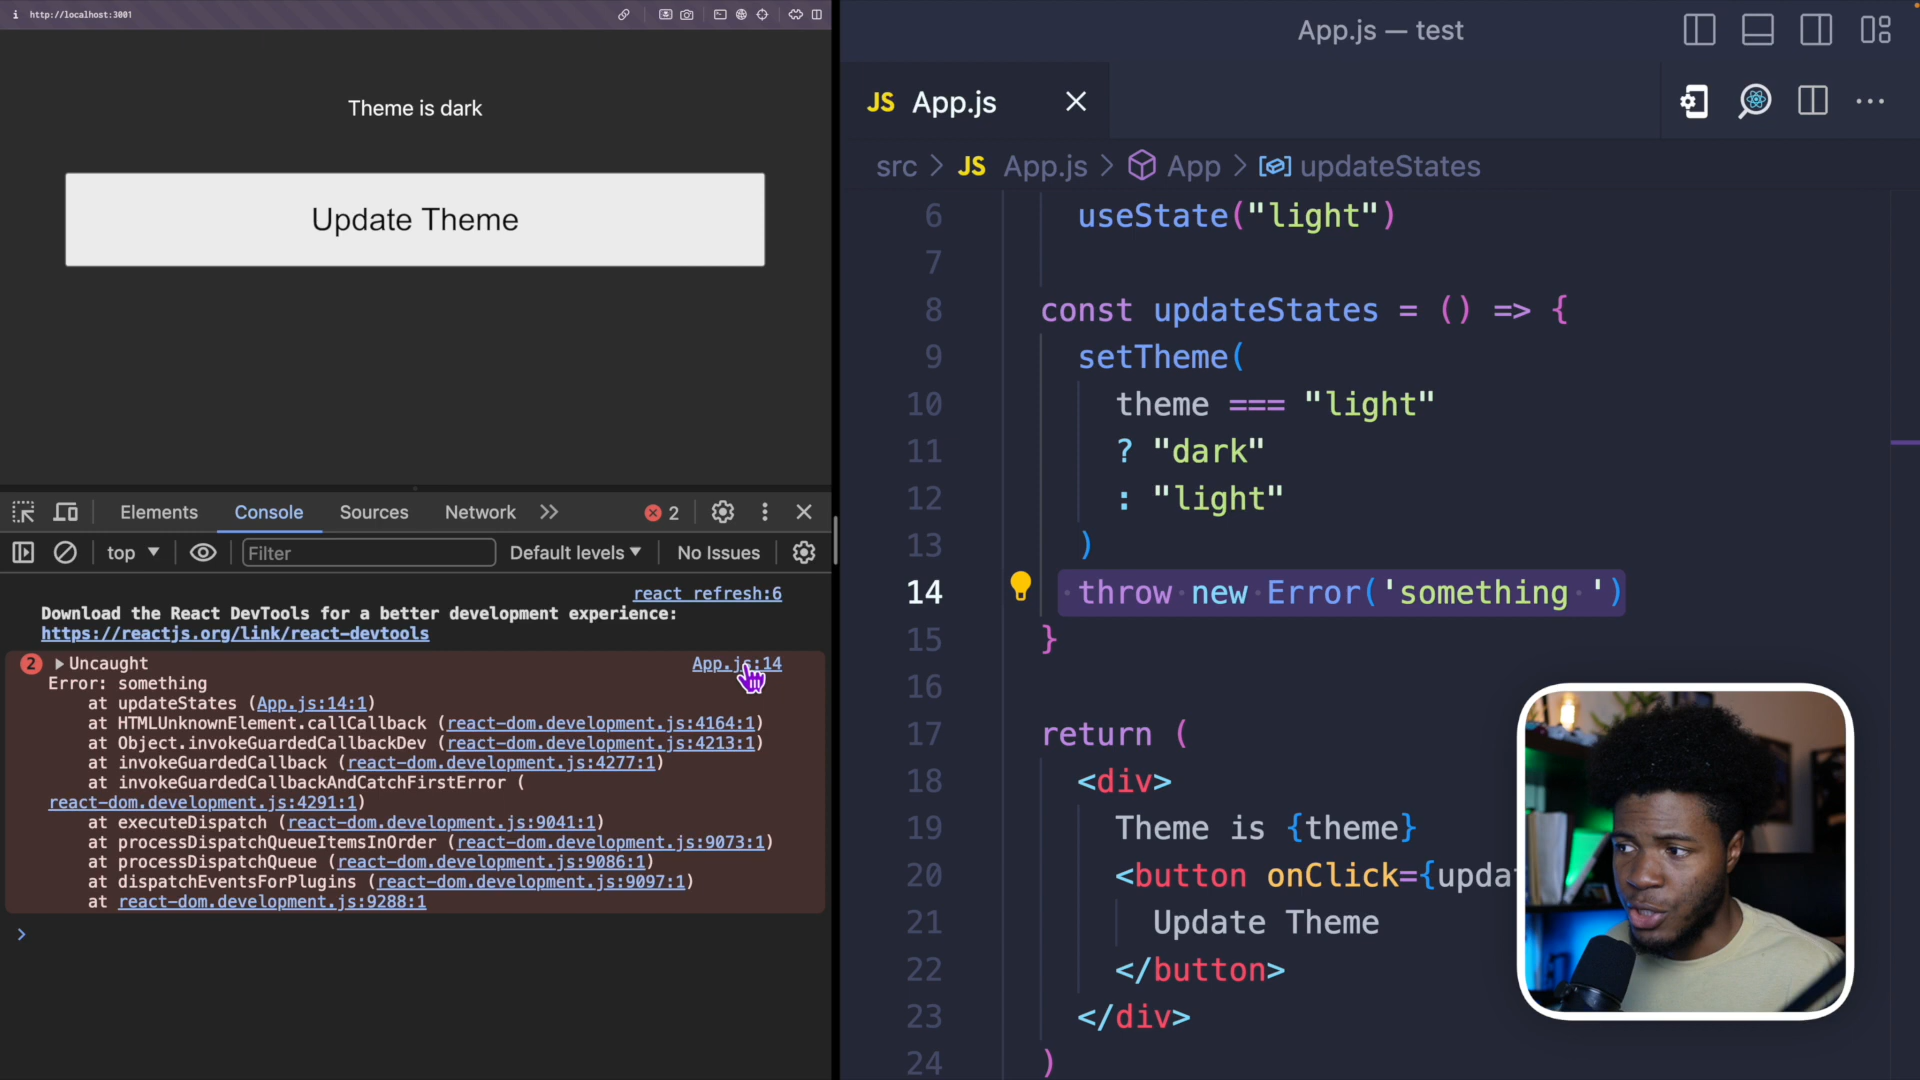 http://localhost:3001
Theme is dark
Update Theme
Elements
Console
Sources
Network
2
top
Filter
Default levels
No Issues
react refresh:6
Download the React DevTools for a better development experience:
https://reactjs.org/link/react-devtools
2
Uncaught
App.js:14
Error: something
at updateStates (App.js:14:1)
at HTMLUnknownElement.callCallback (react-dom.development.js:4164:1)
at Object.invokeGuardedCallbackDev (react-dom.development.js:4213:1)
at invokeGuardedCallback (react-dom.development.js:4277:1)
at invokeGuardedCallbackAndCatchFirstError (
react-dom.development.js:4291:1)
at executeDispatch (react-dom.development.js:9041:1)
at processDispatchQueueItemsInOrder (react-dom.development.js:9073:1)
at processDispatchQueue (react-dom.development.js:9086:1)
at dispatchEventsForPlugins (react-dom.development.js:9097:1)
at react-dom.development.js:9288:1
>
App.js — test
JS App.js
src > JS App.js > App > updateStates
6 useState("light")
7
8 const updateStates = () => {
9 setTheme(
10 theme === "light"
11 ? "dark"
12 : "light"
13 )
14 throw new Error('something ')
15 }
16
17 return (
18 <div>
19 Theme is {theme}
20 <button onClick={upda
21 Update Theme
22 </button>
23 </div>
24 )